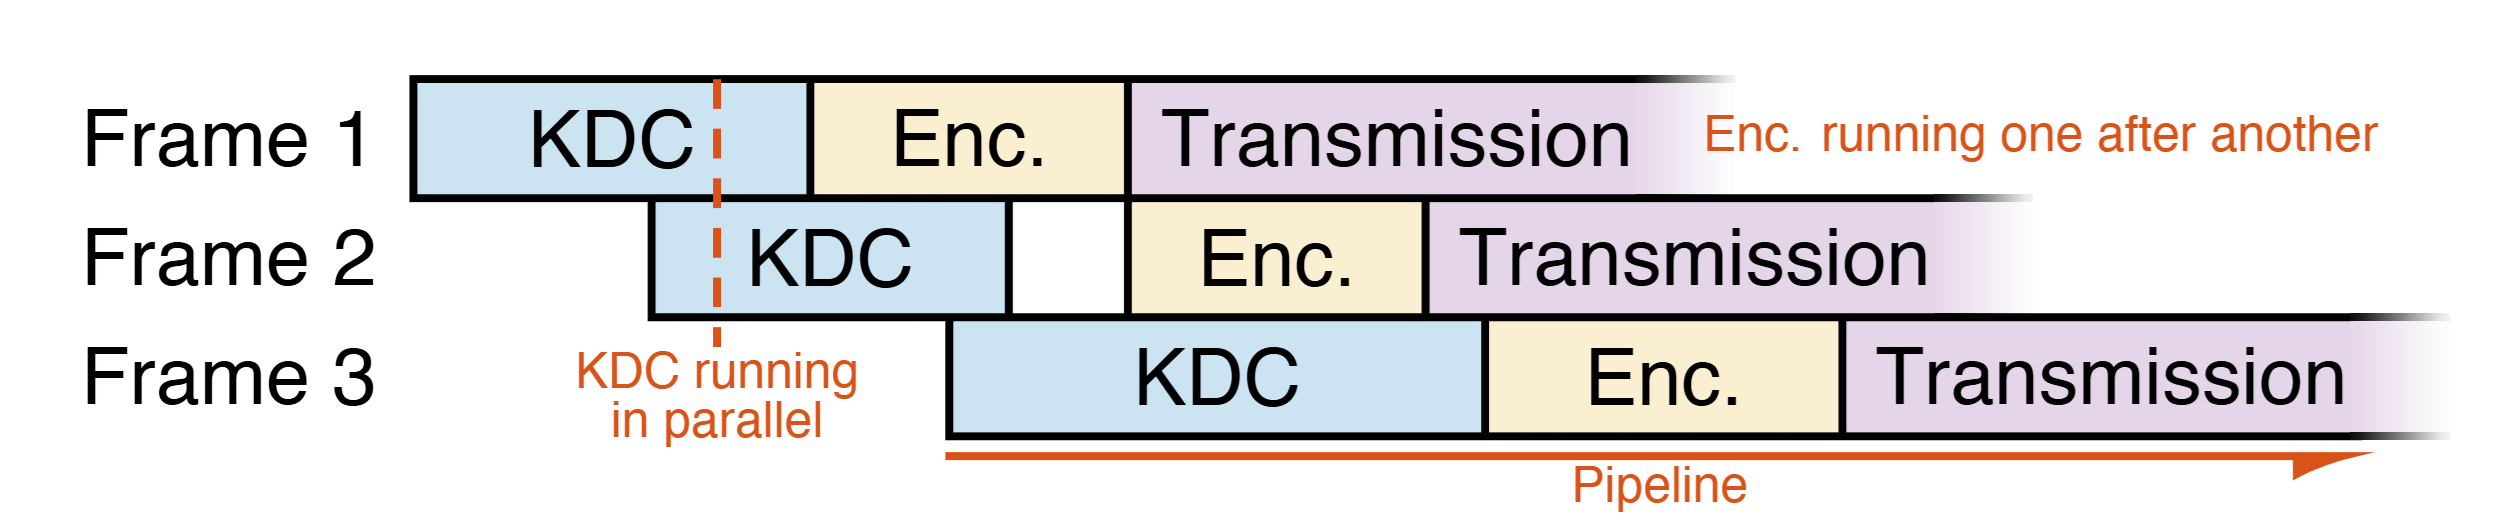 Frame 1 KDC Enc. Transmission Enc. running one after another
Frame 2 KDC Enc. Transmission
Frame 3 KDC Enc. Transmission
KDC running
in parallel
Pipeline